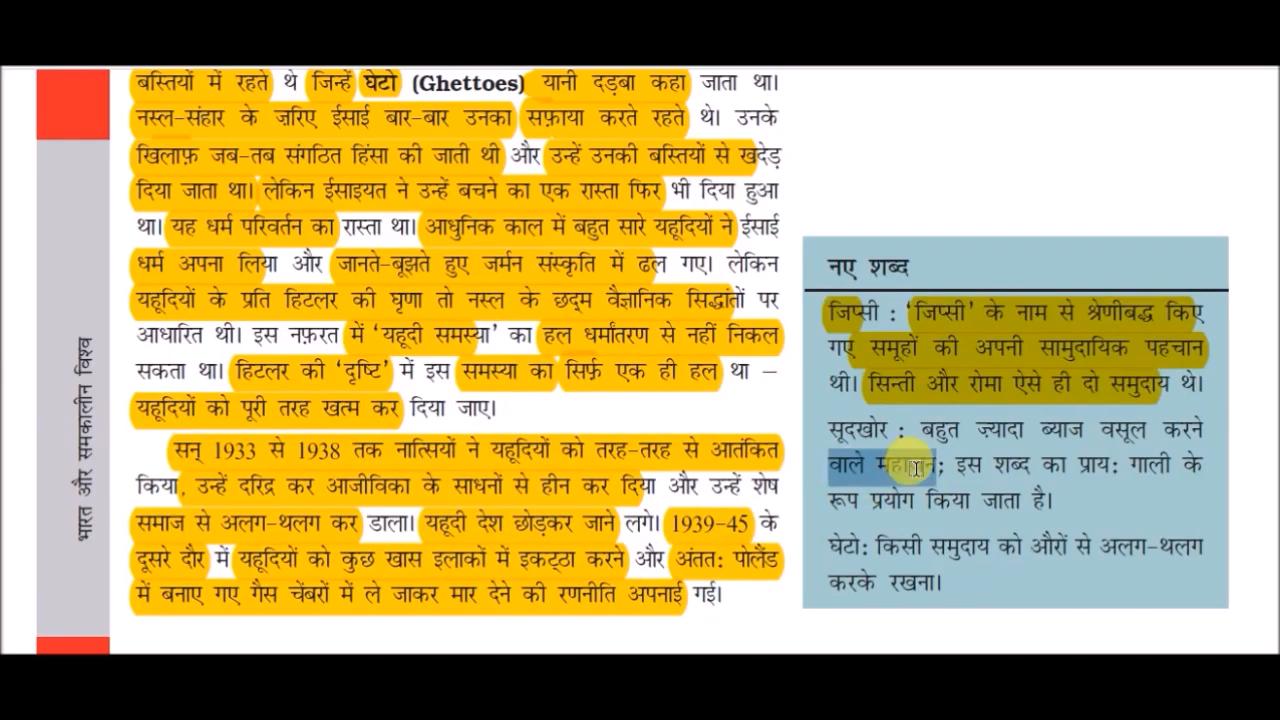 बस्तियों में रहते थे जिन्हें घेटो (Ghettoes) यानी दड़बा कहा जाता था।
नस्ल-संहार के ज़रिए ईसाई बार-बार उनका सफ़ाया करते रहते थे। उनके
खिलाफ़ जब-तब संगठित हिंसा की जाती थी और उन्हें उनकी बस्तियों से खदेड़
दिया जाता था। लेकिन ईसाइयत ने उन्हें बचने का एक रास्ता फिर भी दिया हुआ
था। यह धर्म परिवर्तन का रास्ता था। आधुनिक काल में बहुत सारे यहूदियों ने ईसाई
धर्म अपना लिया और जानते-बूझते हुए जर्मन संस्कृति में ढल गए। लेकिन
यहूदियों के प्रति हिटलर की घृणा तो नस्ल के छद्म वैज्ञानिक सिद्धांतों पर
आधारित थी। इस नफ़रत में ‘यहूदी समस्या’ का हल धर्मांतरण से नहीं निकल
सकता था। हिटलर की ‘दृष्टि’ में इस समस्या का सिर्फ़ एक ही हल था –
यहूदियों को पूरी तरह खत्म कर दिया जाए।
सन् 1933 से 1938 तक नात्सियों ने यहूदियों को तरह-तरह से आतंकित
किया, उन्हें दरिद्र कर आजीविका के साधनों से हीन कर दिया और उन्हें शेष
समाज से अलग-थलग कर डाला। यहूदी देश छोड़कर जाने लगे। 1939-45 के
दूसरे दौर में यहूदियों को कुछ खास इलाकों में इकट्ठा करने और अंततः पोलैंड
में बनाए गए गैस चेंबरों में ले जाकर मार देने की रणनीति अपनाई गई।
नए शब्द
जिप्सी : ‘जिप्सी’ के नाम से श्रेणीबद्ध किए
गए समूहों की अपनी सामुदायिक पहचान
थी। सिन्ती और रोमा ऐसे ही दो समुदाय थे।
सूदखोर : बहुत ज़्यादा ब्याज वसूल करने
वाले महाजन; इस शब्द का प्रायः गाली के
रूप प्रयोग किया जाता है।
घेटो: किसी समुदाय को औरों से अलग-थलग
करके रखना।
भारत और समकालीन विश्व